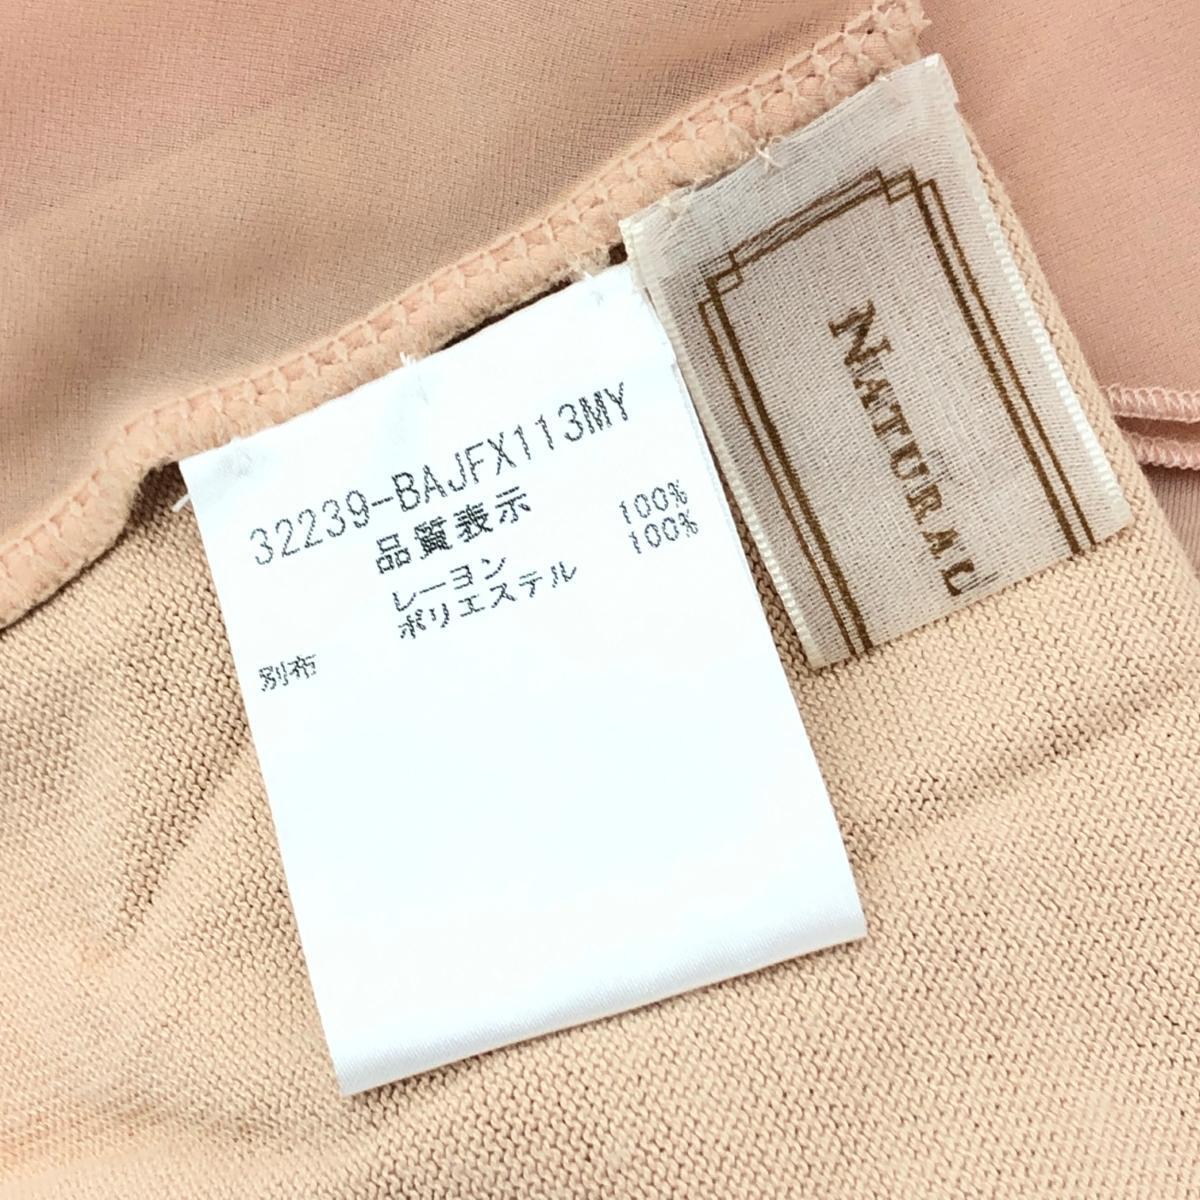 32239-BAJFX113MY
品質表示
レーヨン 100%
別布 ポリエステル 100%
NATURAL